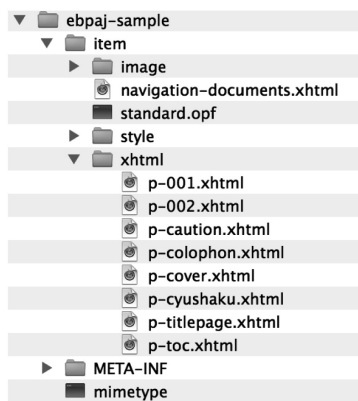 ebpaj-sample
item
image
navigation-documents.xhtml
standard.opf
style
xhtml
p-001.xhtml
p-002.xhtml
p-caution.xhtml
p-colophon.xhtml
p-cover.xhtml
p-cyushaku.xhtml
p-titlepage.xhtml
p-toc.xhtml
META-INF
mimetype